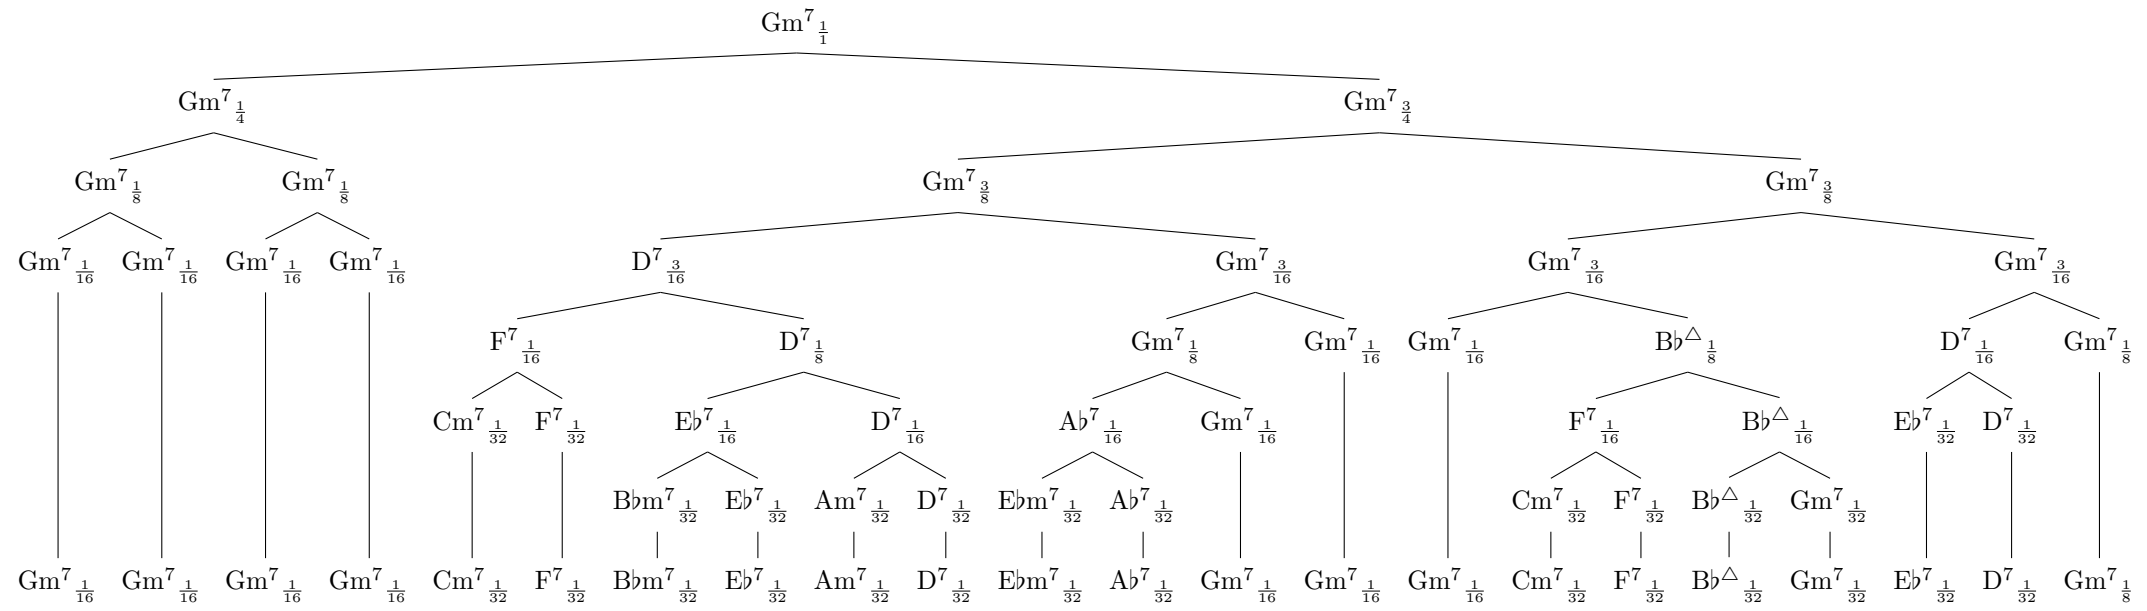 Gm⁷ 1/1
Gm⁷ 1/4 Gm⁷ 3/4
Gm⁷ 1/8 Gm⁷ 1/8 Gm⁷ 3/8 Gm⁷ 3/8
Gm⁷ 1/16 Gm⁷ 1/16 Gm⁷ 1/16 Gm⁷ 1/16 D⁷ 3/16 Gm⁷ 3/16 Gm⁷ 3/16 Gm⁷ 3/16
F⁷ 1/16 D⁷ 1/8 Gm⁷ 1/8 Gm⁷ 1/16 Gm⁷ 1/16 B♭△ 1/8 D⁷ 1/16 Gm⁷ 1/8
Cm⁷ 1/32 F⁷ 1/32 E♭⁷ 1/16 D⁷ 1/16 A♭⁷ 1/16 Gm⁷ 1/16 F⁷ 1/16 B♭△ 1/16 E♭⁷ 1/32 D⁷ 1/32
B♭m⁷ 1/32 E♭⁷ 1/32 Am⁷ 1/32 D⁷ 1/32 E♭m⁷ 1/32 A♭⁷ 1/32 Cm⁷ 1/32 F⁷ 1/32 B♭△ 1/32 Gm⁷ 1/32
Gm⁷ 1/16 Gm⁷ 1/16 Gm⁷ 1/16 Gm⁷ 1/16 Cm⁷ 1/32 F⁷ 1/32 B♭m⁷ 1/32 E♭⁷ 1/32 Am⁷ 1/32 D⁷ 1/32 E♭m⁷ 1/32 A♭⁷ 1/32 Gm⁷ 1/16 Gm⁷ 1/16 Gm⁷ 1/16 Cm⁷ 1/32 F⁷ 1/32 B♭△ 1/32 Gm⁷ 1/32 E♭⁷ 1/32 D⁷ 1/32 Gm⁷ 1/8